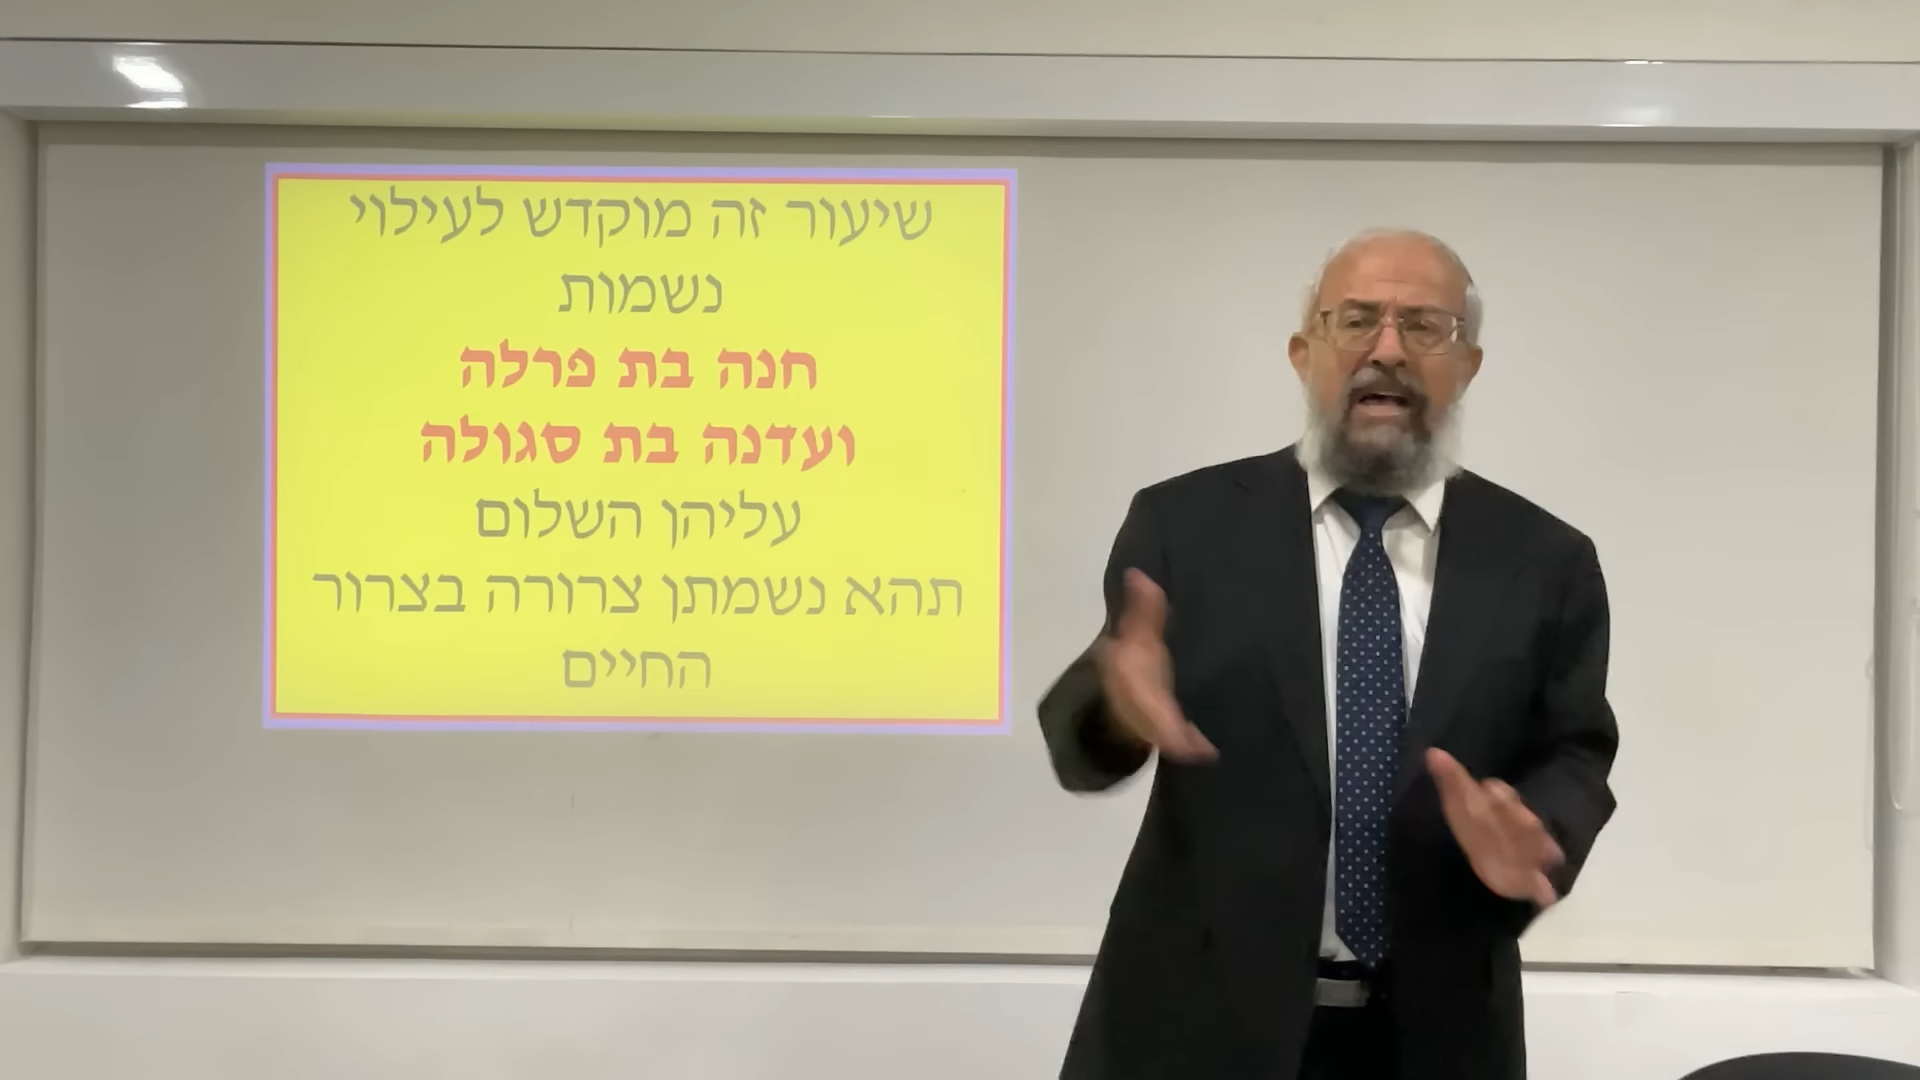 שיעור זה מוקדש לעילוי
נשמות
חנה בת פרלה
ועדנה בת סגולה
עליהן השלום
תהא נשמתן צרורה בצרור
החיים